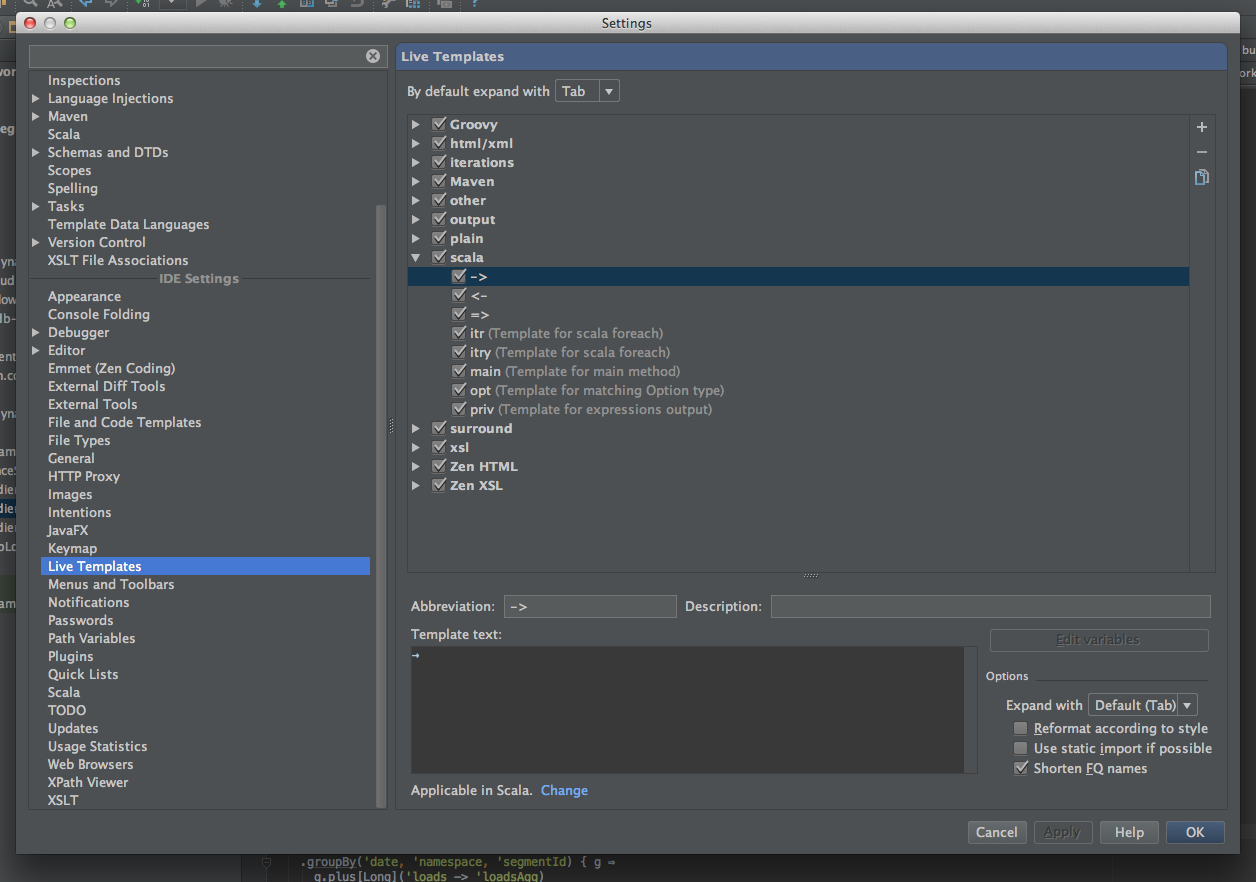 Settings
Live Templates
Inspections
Language Injections
Maven
Scala
Schemas and DTDs
Scopes
Spelling
Tasks
Template Data Languages
Version Control
XSLT File Associations
IDE Settings
Appearance
Console Folding
Debugger
Editor
Emmet (Zen Coding)
External Diff Tools
External Tools
File and Code Templates
File Types
General
HTTP Proxy
Images
Intentions
JavaFX
Keymap
Live Templates
Menus and Toolbars
Notifications
Passwords
Path Variables
Plugins
Quick Lists
Scala
TODO
Updates
Usage Statistics
Web Browsers
XPath Viewer
XSLT
By default expand with Tab
Groovy
html/xml
iterations
Maven
other
output
plain
scala
->
<-
=>
itr (Template for scala foreach)
itry (Template for scala foreach)
main (Template for main method)
opt (Template for matching Option type)
priv (Template for expressions output)
surround
xsl
Zen HTML
Zen XSL
Abbreviation: -> Description:
Template text:
→
Edit variables
Options
Expand with Default (Tab)
Reformat according to style
Use static import if possible
Shorten FQ names
Applicable in Scala. Change
Cancel Apply Help OK
.groupBy('date, 'namespace, 'segmentId) { g ⇒
g.plus[Long]('loads -> 'loadsAgg)